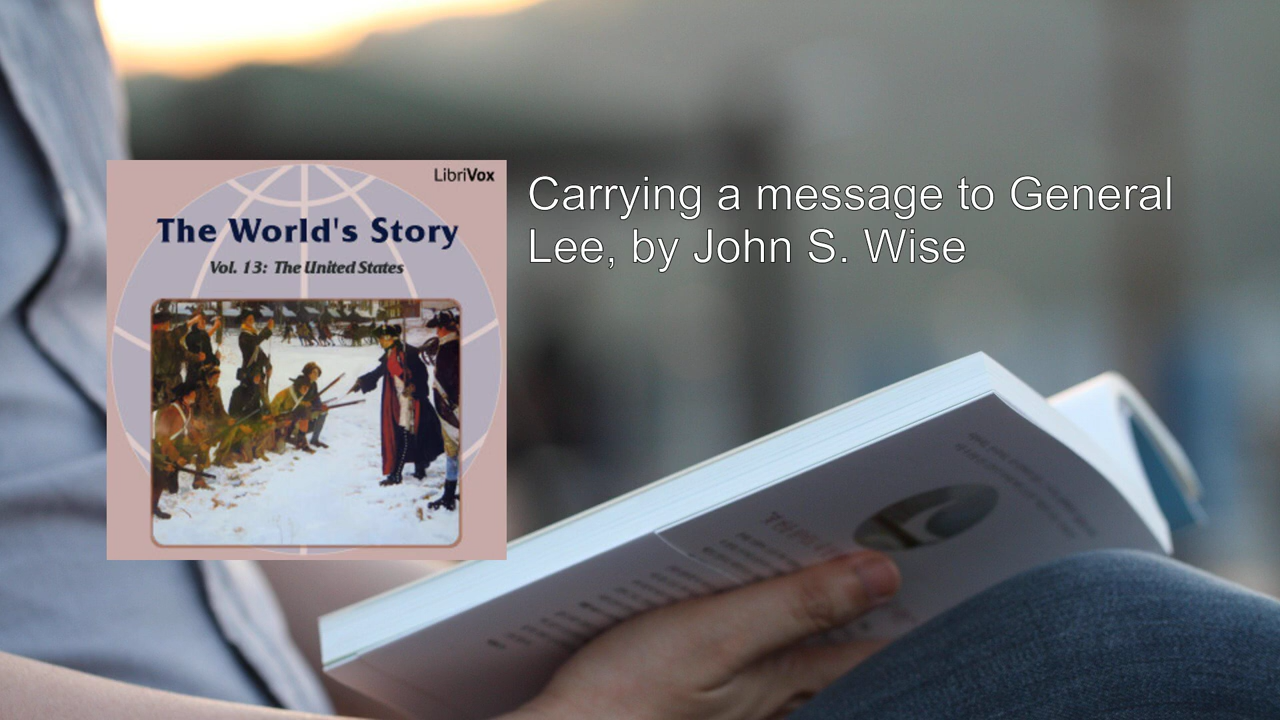 LibriVox
The World's Story
Vol. 13: The United States
Carrying a message to General
Lee, by John S. Wise